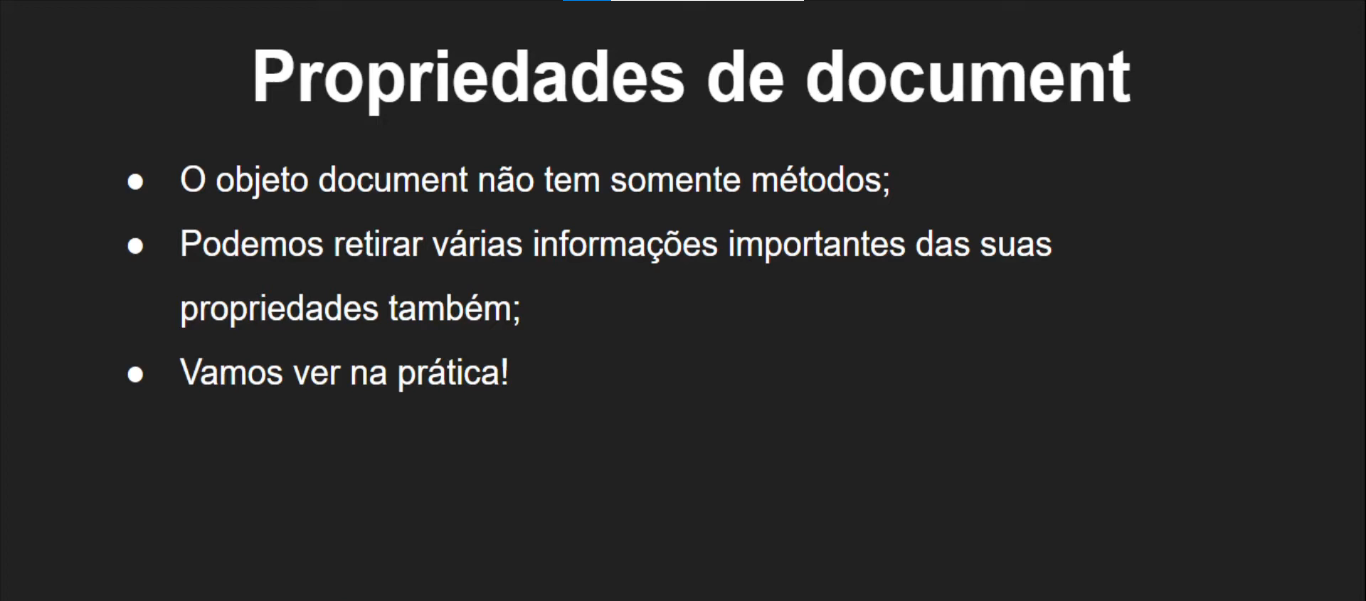 Propriedades de document
● O objeto document não tem somente métodos;
● Podemos retirar várias informações importantes das suas
propriedades também;
● Vamos ver na prática!